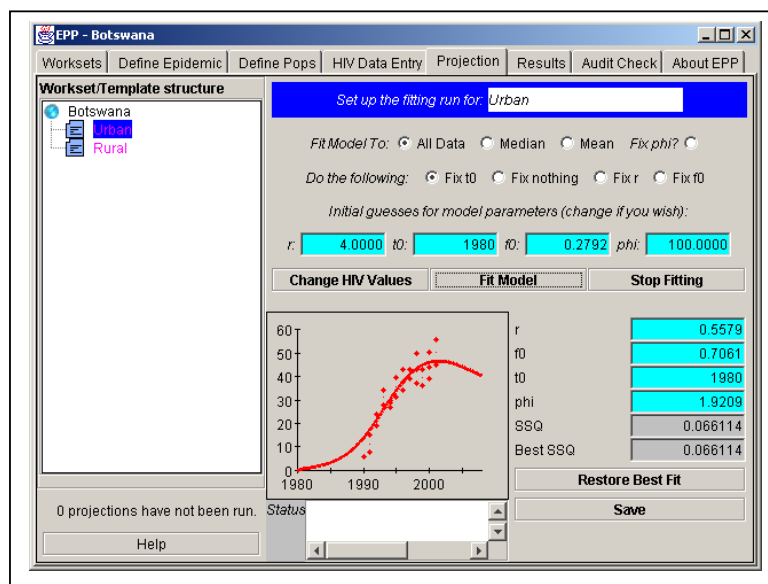 EPP - Botswana
Worksets Define Epidemic Define Pops HIV Data Entry Projection Results Audit Check About EPP
Workset/Template structure
Botswana
Urban
Rural
0 projections have not been run.
Help
Set up the fitting run for: Urban
Fit Model To: All Data Median Mean Fix phi?
Do the following: Fix t0 Fix nothing Fix r Fix f0
Initial guesses for model parameters (change if you wish):
r: 4.0000 t0: 1980 f0: 0.2792 phi: 100.0000
Change HIV Values Fit Model Stop Fitting
60
50
40
30
20
10
0
1980 1990 2000
r 0.5579
f0 0.7061
t0 1980
phi 1.9209
SSQ 0.066114
Best SSQ 0.066114
Restore Best Fit
Save
Status